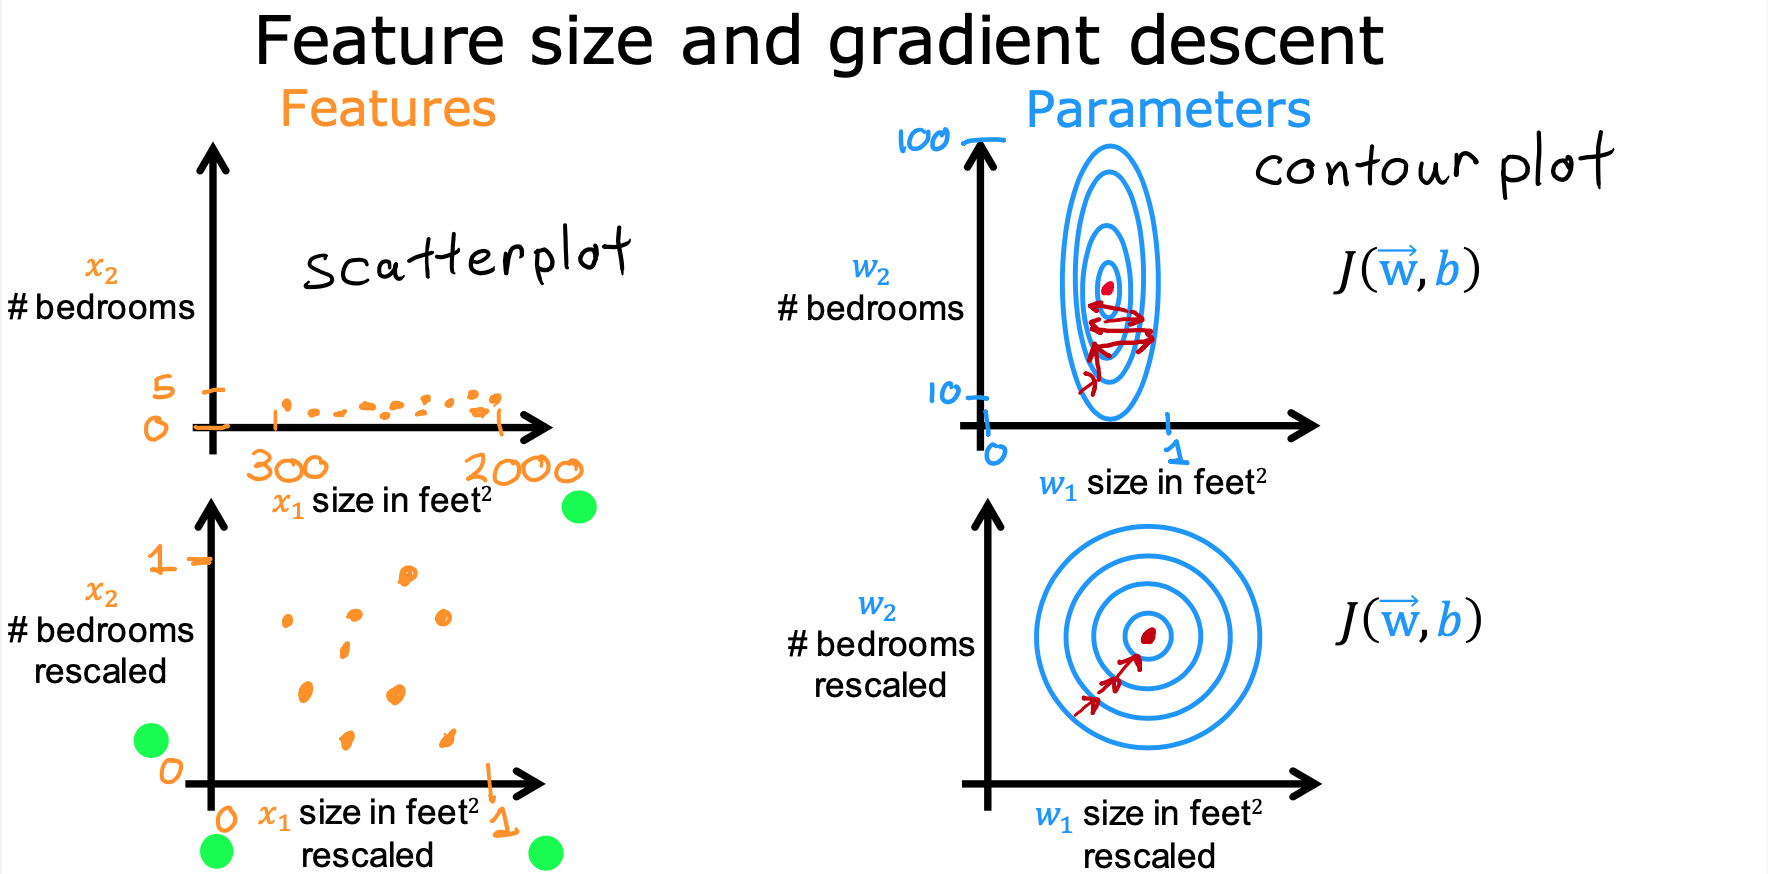 Feature size and gradient descent
Features
scatterplot
x₂
# bedrooms
5
0
300
2000
x₁ size in feet²
Parameters
contour plot
100
w₂
# bedrooms
J(w⃗, b)
10
0
1
w₁ size in feet²
1
x₂
# bedrooms
rescaled
0
0
x₁ size in feet²
1
rescaled
w₂
# bedrooms
rescaled
J(w⃗, b)
w₁ size in feet²
rescaled